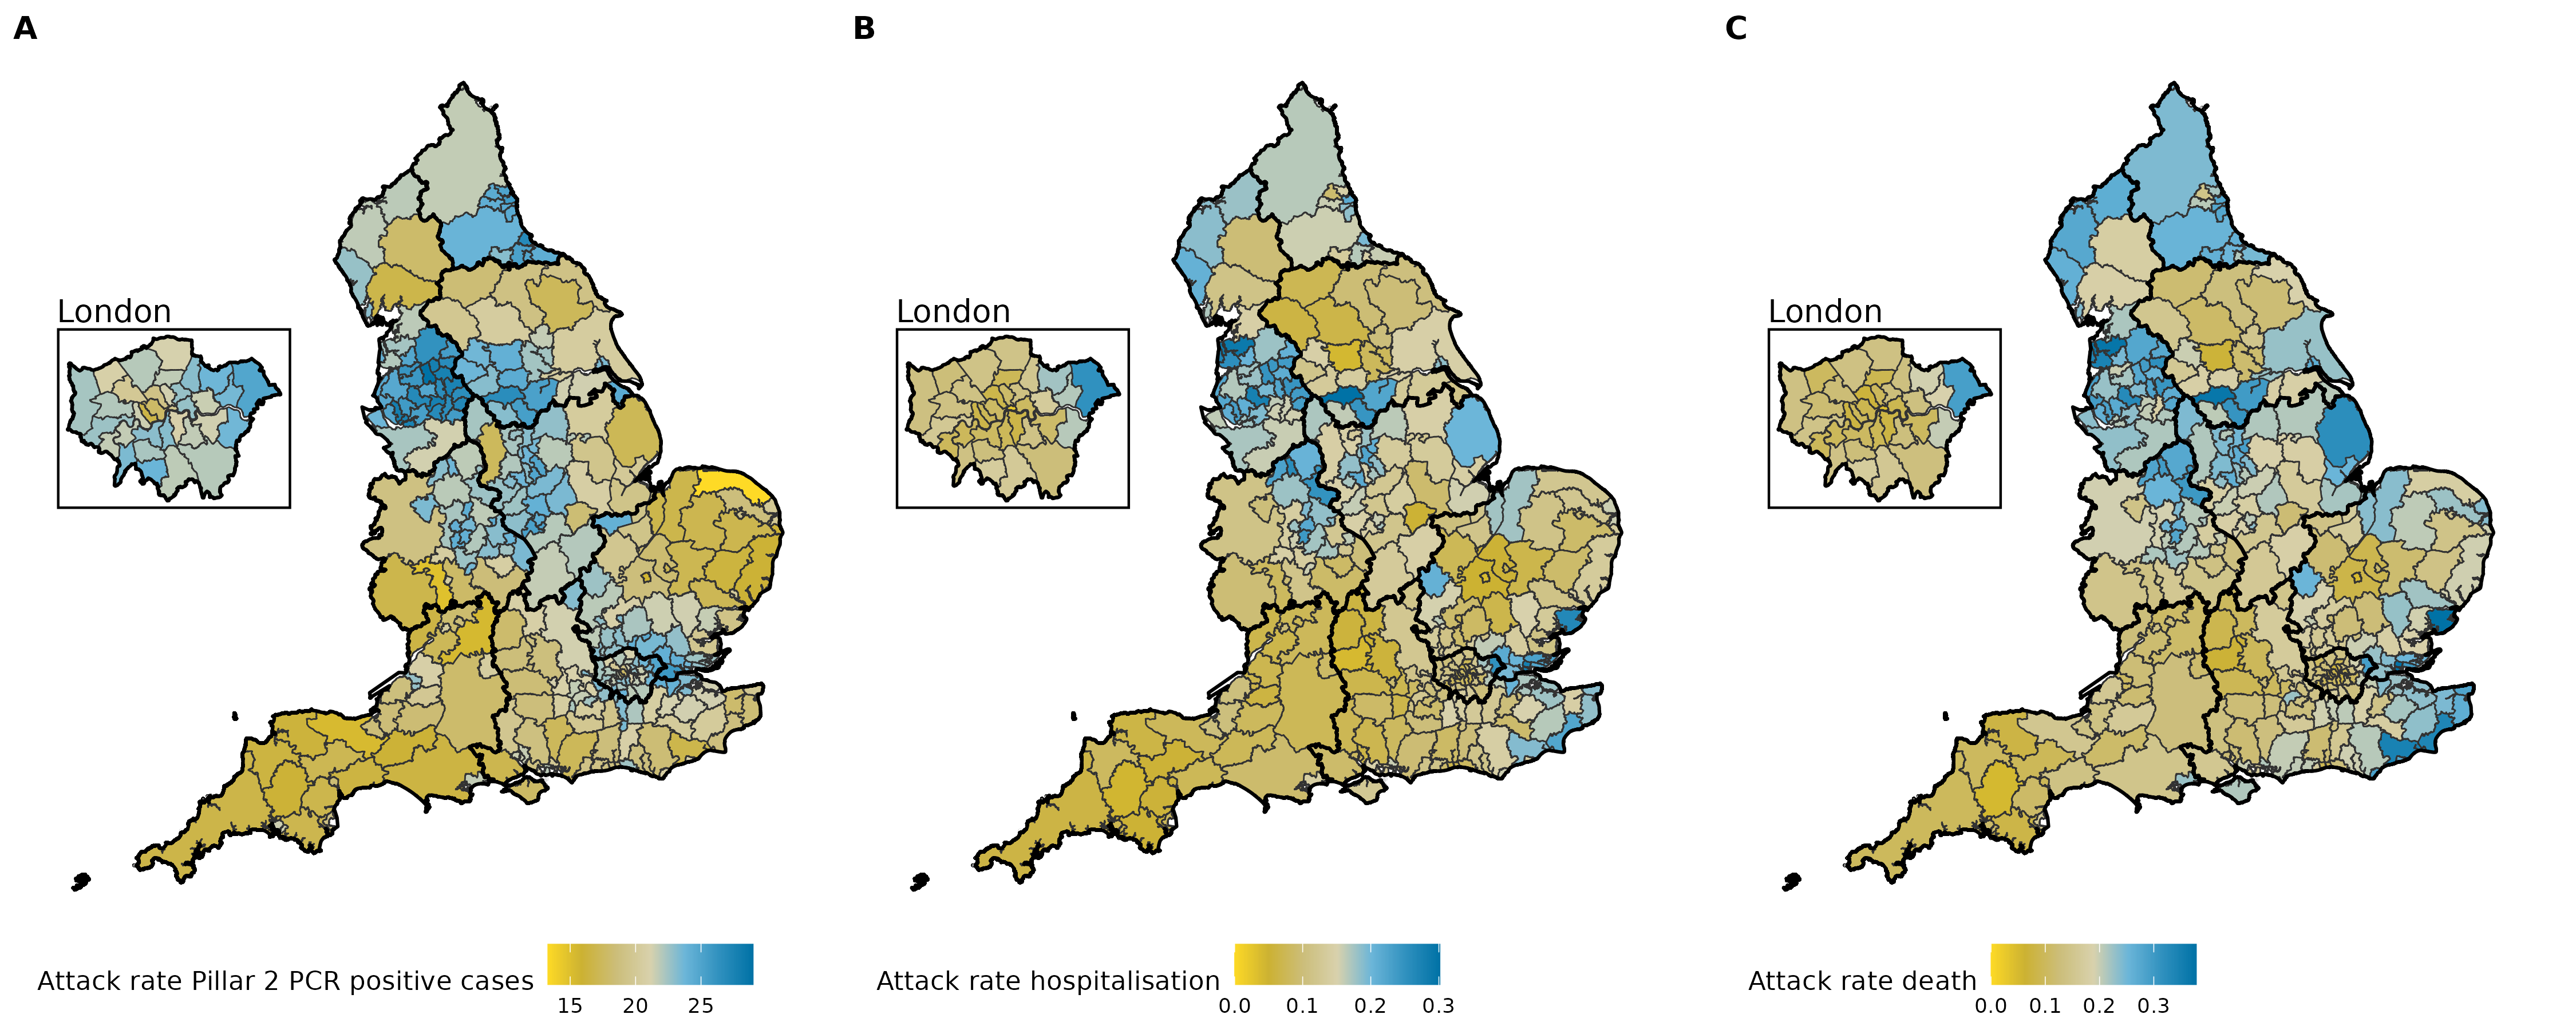 A
B
C
London
London
London
Attack rate Pillar 2 PCR positive cases
15 20 25
Attack rate hospitalisation
0.0 0.1 0.2 0.3
Attack rate death
0.0 0.1 0.2 0.3